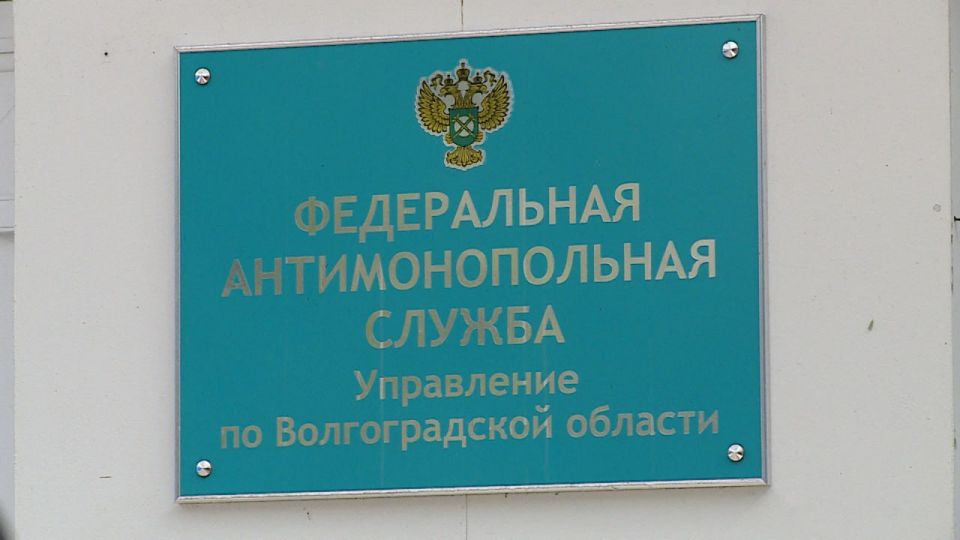 ФЕДЕРАЛЬНАЯ
АНТИМОНОПОЛЬНАЯ
СЛУЖБА
Управление
по Волгоградской области